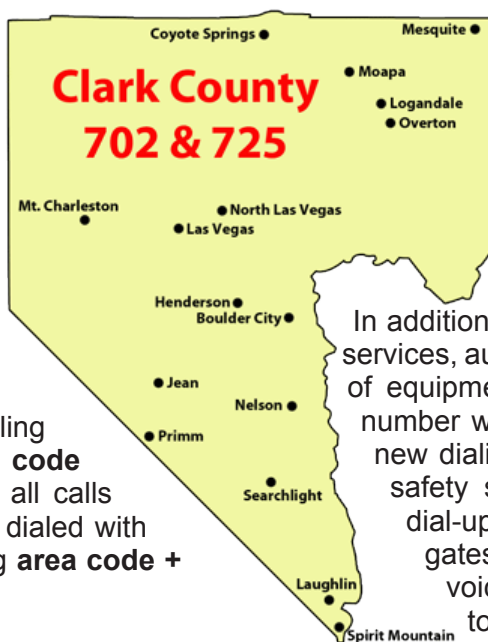 Coyote Springs
Mesquite
Clark County
702 & 725
Moapa
Logandale
Overton
Mt. Charleston
North Las Vegas
Las Vegas
Henderson
Boulder City
Jean
Nelson
Primm
Searchlight
Laughlin
Spirit Mountain
ling
code
all calls
dialed with
area code +
In addition
services, au
of equipme
number w
new diali
safety s
dial-up
gates
voic
to